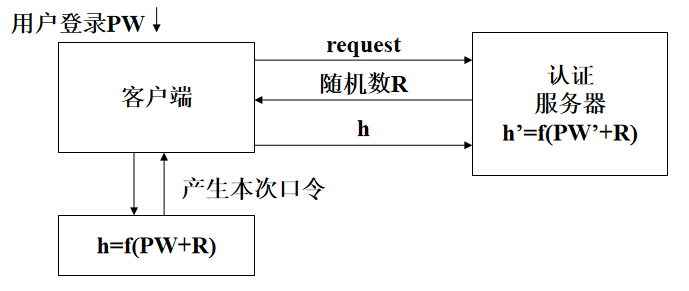 用户登录PW
request
客户端
随机数R
认证
服务器
h’=f(PW’+R)
h
产生本次口令
h=f(PW+R)